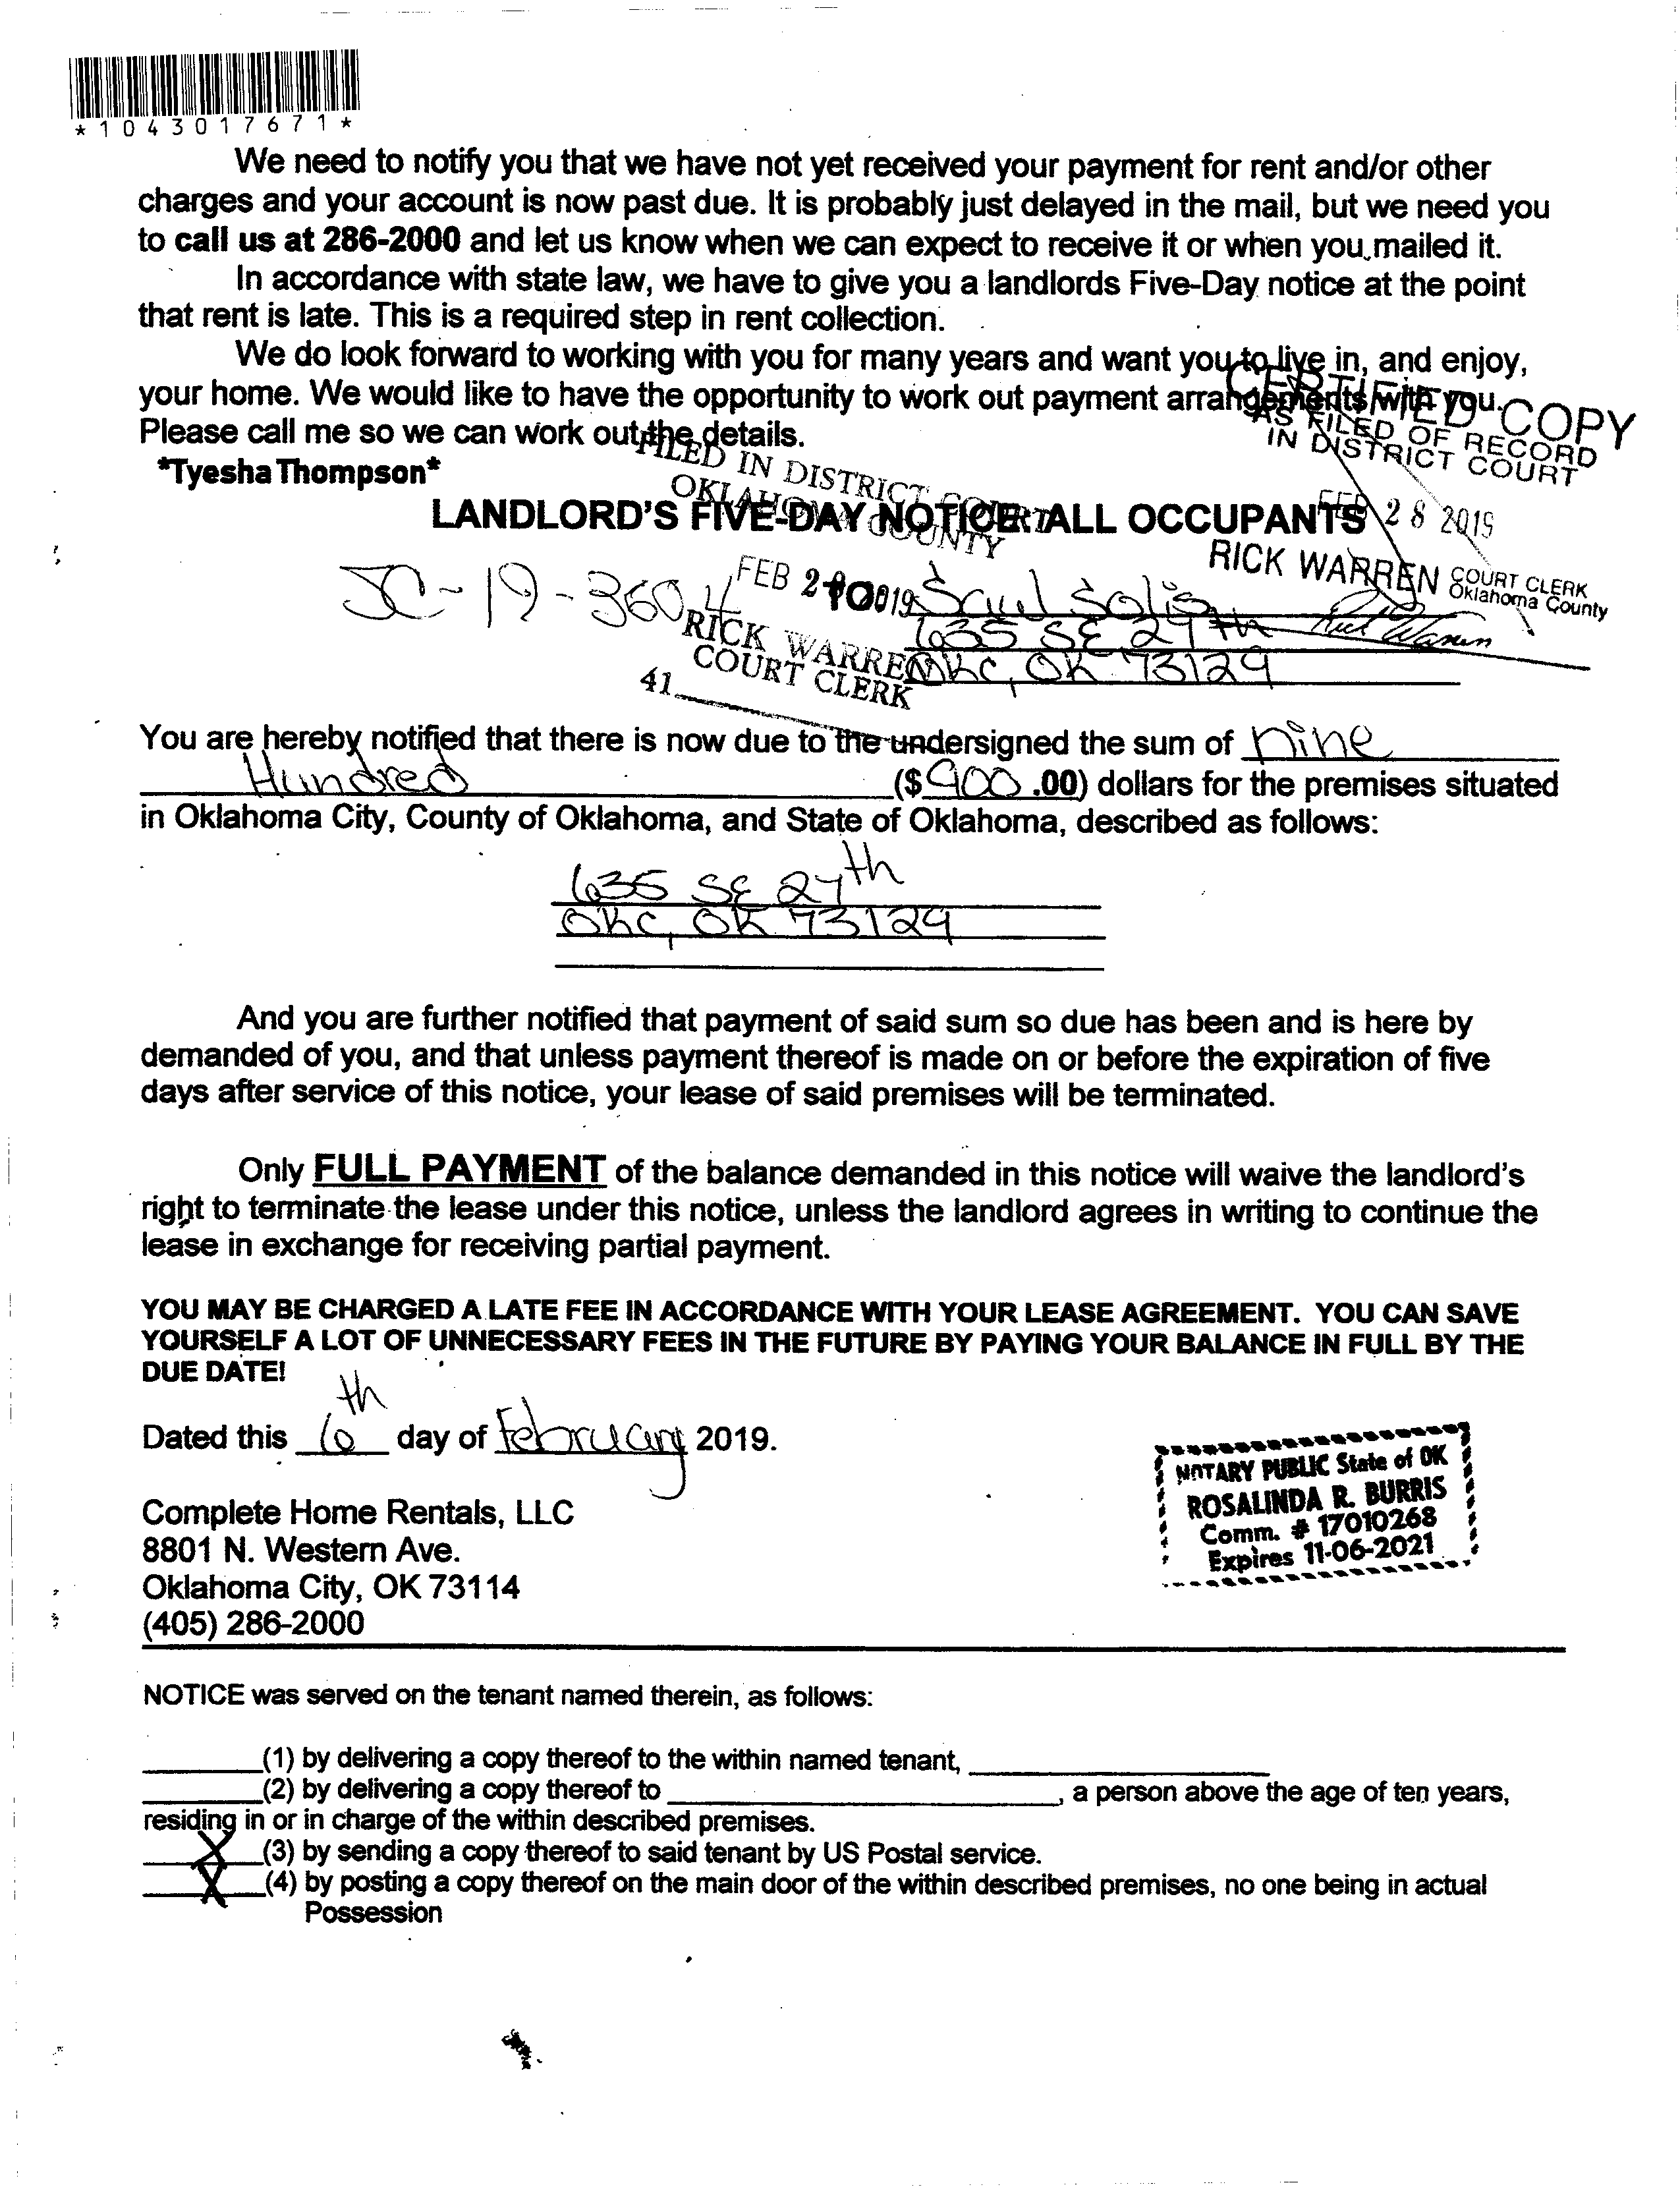 *1043017671*
We need to notify you that we have not yet received your payment for rent and/or other
charges and your account is now past due. It is probably just delayed in the mail, but we need you
to call us at 286-2000 and let us know when we can expect to receive it or when you mailed it.
In accordance with state law, we have to give you a landlords Five-Day notice at the point
that rent is late. This is a required step in rent collection.
We do look forward to working with you for many years and want you to live in, and enjoy,
your home. We would like to have the opportunity to work out payment arrangements with you.
Please call me so we can work out the details.
*Tyesha Thompson*
CERTIFIED COPY
AS FILED OF RECORD
IN DISTRICT COURT
FEB 28 2019
RICK WARREN COURT CLERK
Oklahoma County
Rick Warren
FILED IN DISTRICT COURT
OKLAHOMA COUNTY
FEB 28 2019
RICK WARREN
COURT CLERK
41
LANDLORD'S FIVE-DAY NOTICE: ALL OCCUPANTS
SC-19-3604
TO: Saul Solis
635 SE 27th
OKC, OK 73129
You are hereby notified that there is now due to the undersigned the sum of nine
Hundred ($900.00) dollars for the premises situated
in Oklahoma City, County of Oklahoma, and State of Oklahoma, described as follows:
635 SE 27th
OKC, OK 73129
And you are further notified that payment of said sum so due has been and is here by
demanded of you, and that unless payment thereof is made on or before the expiration of five
days after service of this notice, your lease of said premises will be terminated.
Only FULL PAYMENT of the balance demanded in this notice will waive the landlord's
right to terminate the lease under this notice, unless the landlord agrees in writing to continue the
lease in exchange for receiving partial payment.
YOU MAY BE CHARGED A LATE FEE IN ACCORDANCE WITH YOUR LEASE AGREEMENT. YOU CAN SAVE
YOURSELF A LOT OF UNNECESSARY FEES IN THE FUTURE BY PAYING YOUR BALANCE IN FULL BY THE
DUE DATE!
Dated this 6th day of February 2019.
NOTARY PUBLIC State of OK
ROSALINDA R. BURRIS
Comm. # 17010268
Expires 11-06-2021
Complete Home Rentals, LLC
8801 N. Western Ave.
Oklahoma City, OK 73114
(405) 286-2000
NOTICE was served on the tenant named therein, as follows:
(1) by delivering a copy thereof to the within named tenant,
(2) by delivering a copy thereof to , a person above the age of ten years,
residing in or in charge of the within described premises.
X (3) by sending a copy thereof to said tenant by US Postal service.
X (4) by posting a copy thereof on the main door of the within described premises, no one being in actual
Possession